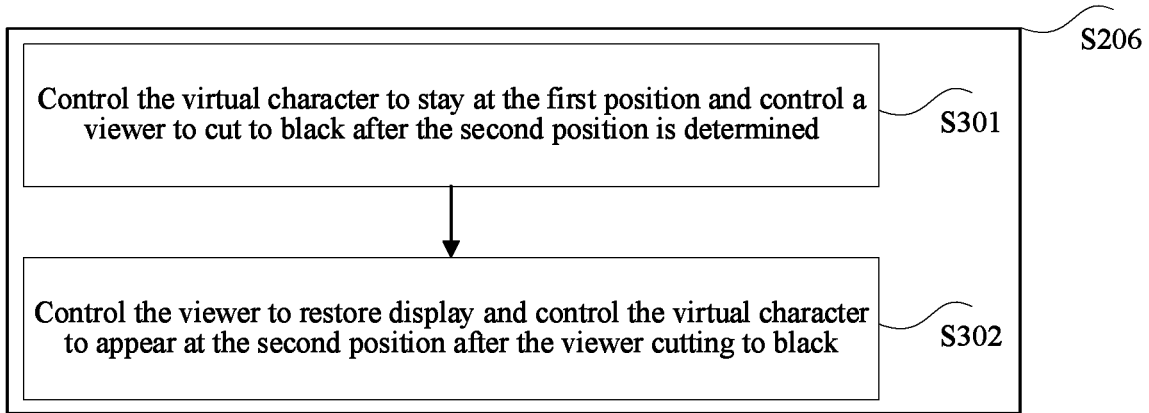 S206
Control the virtual character to stay at the first position and control a
viewer to cut to black after the second position is determined
S301
Control the viewer to restore display and control the virtual character
to appear at the second position after the viewer cutting to black
S302